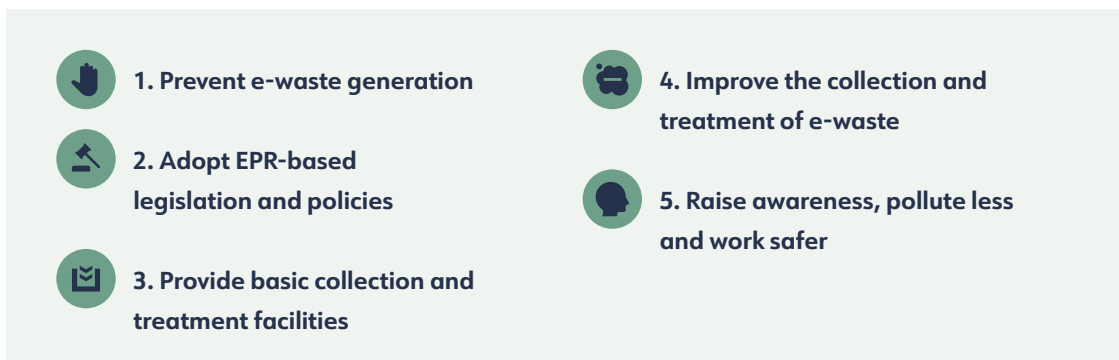 1. Prevent e-waste generation
2. Adopt EPR-based
legislation and policies
3. Provide basic collection and
treatment facilities
4. Improve the collection and
treatment of e-waste
5. Raise awareness, pollute less
and work safer